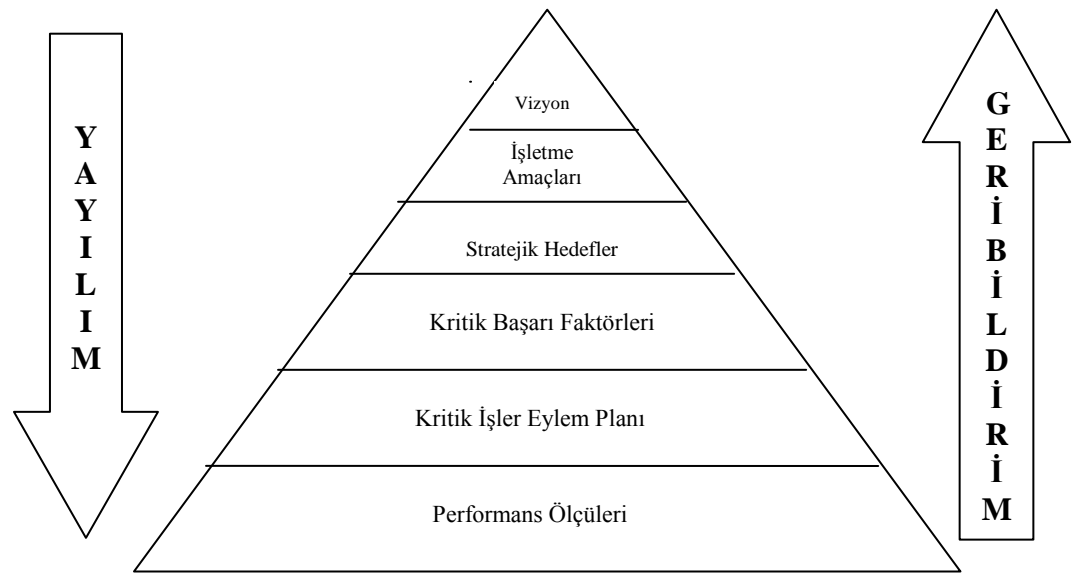 YAYILIM
Vizyon
İşletme
Amaçları
Stratejik Hedefler
Kritik Başarı Faktörleri
Kritik İşler Eylem Planı
Performans Ölçüleri
GERİBİLDİRİM